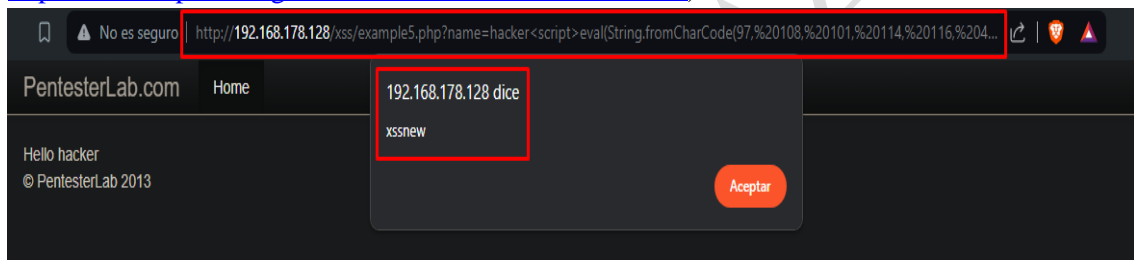 No es seguro http://192.168.178.128/xss/example5.php?name=hacker<script>eval(String.fromCharCode(97,%20108,%20101,%20114,%20116,%204...
PentesterLab.com Home
192.168.178.128 dice
xssnew
Hello hacker
© PentesterLab 2013
Aceptar